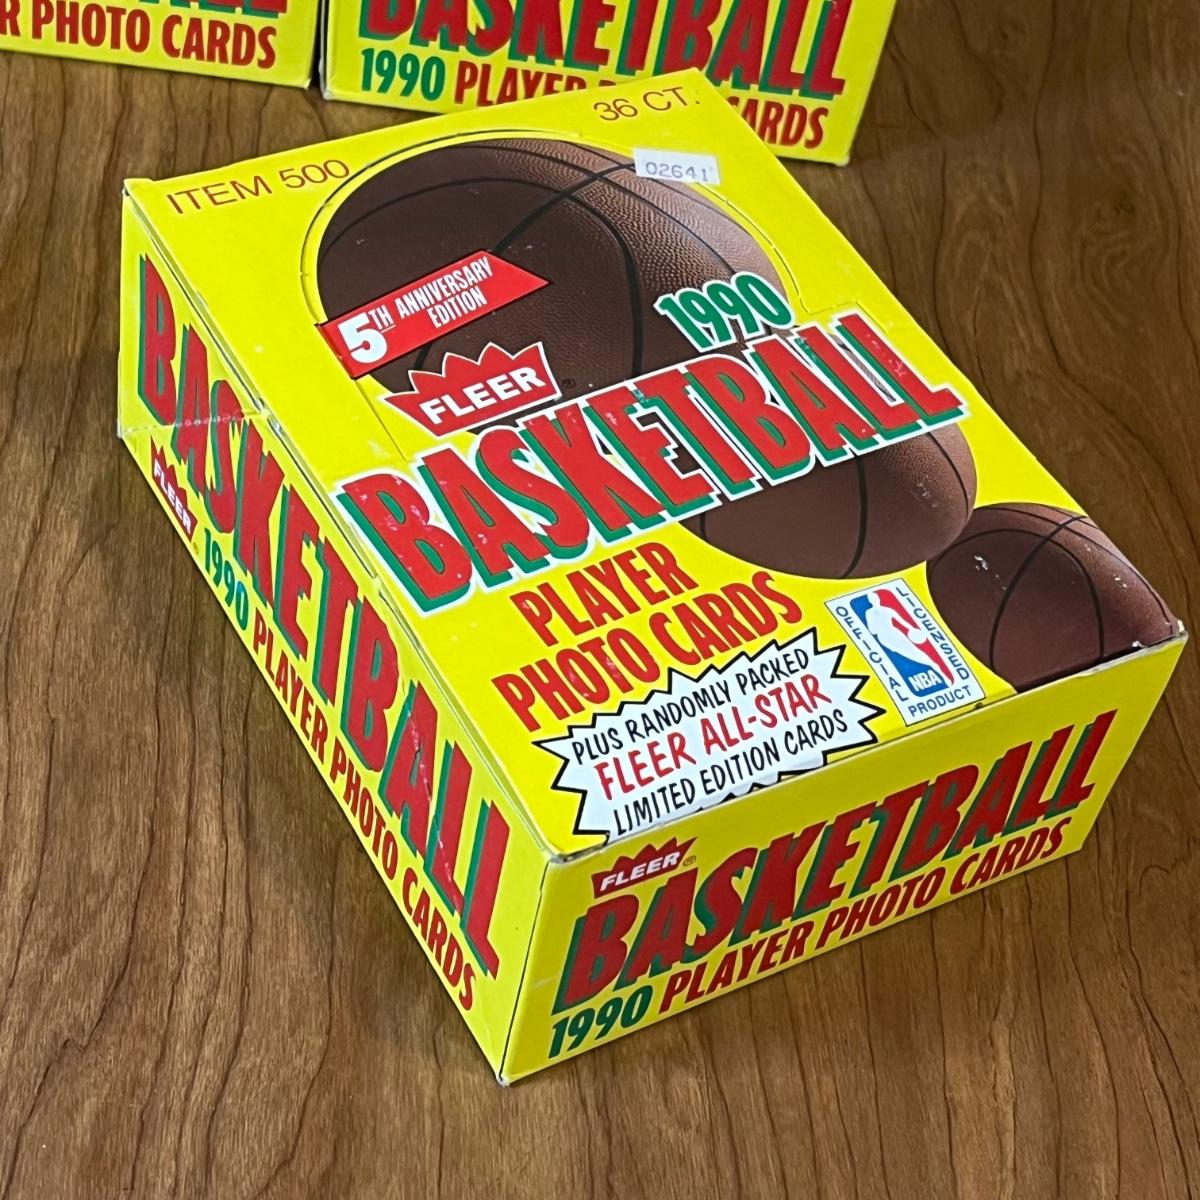 R PHOTO CARDS
BASKETBALL
1990 PLAYER
CARDS
ITEM 500
36 CT.
02641
5TH ANNIVERSARY
EDITION
1990
FLEER®
BASKETBALL
PLAYER
PHOTO CARDS
PLUS RANDOMLY PACKED
FLEER ALL-STAR
LIMITED EDITION CARDS
OFFICIAL
LICENSED
NBA
PRODUCT
BASKETBALL
FLEER®
1990 PLAYER PHOTO CARDS
FLEER®
BASKETBALL
1990 PLAYER PHOTO CARDS